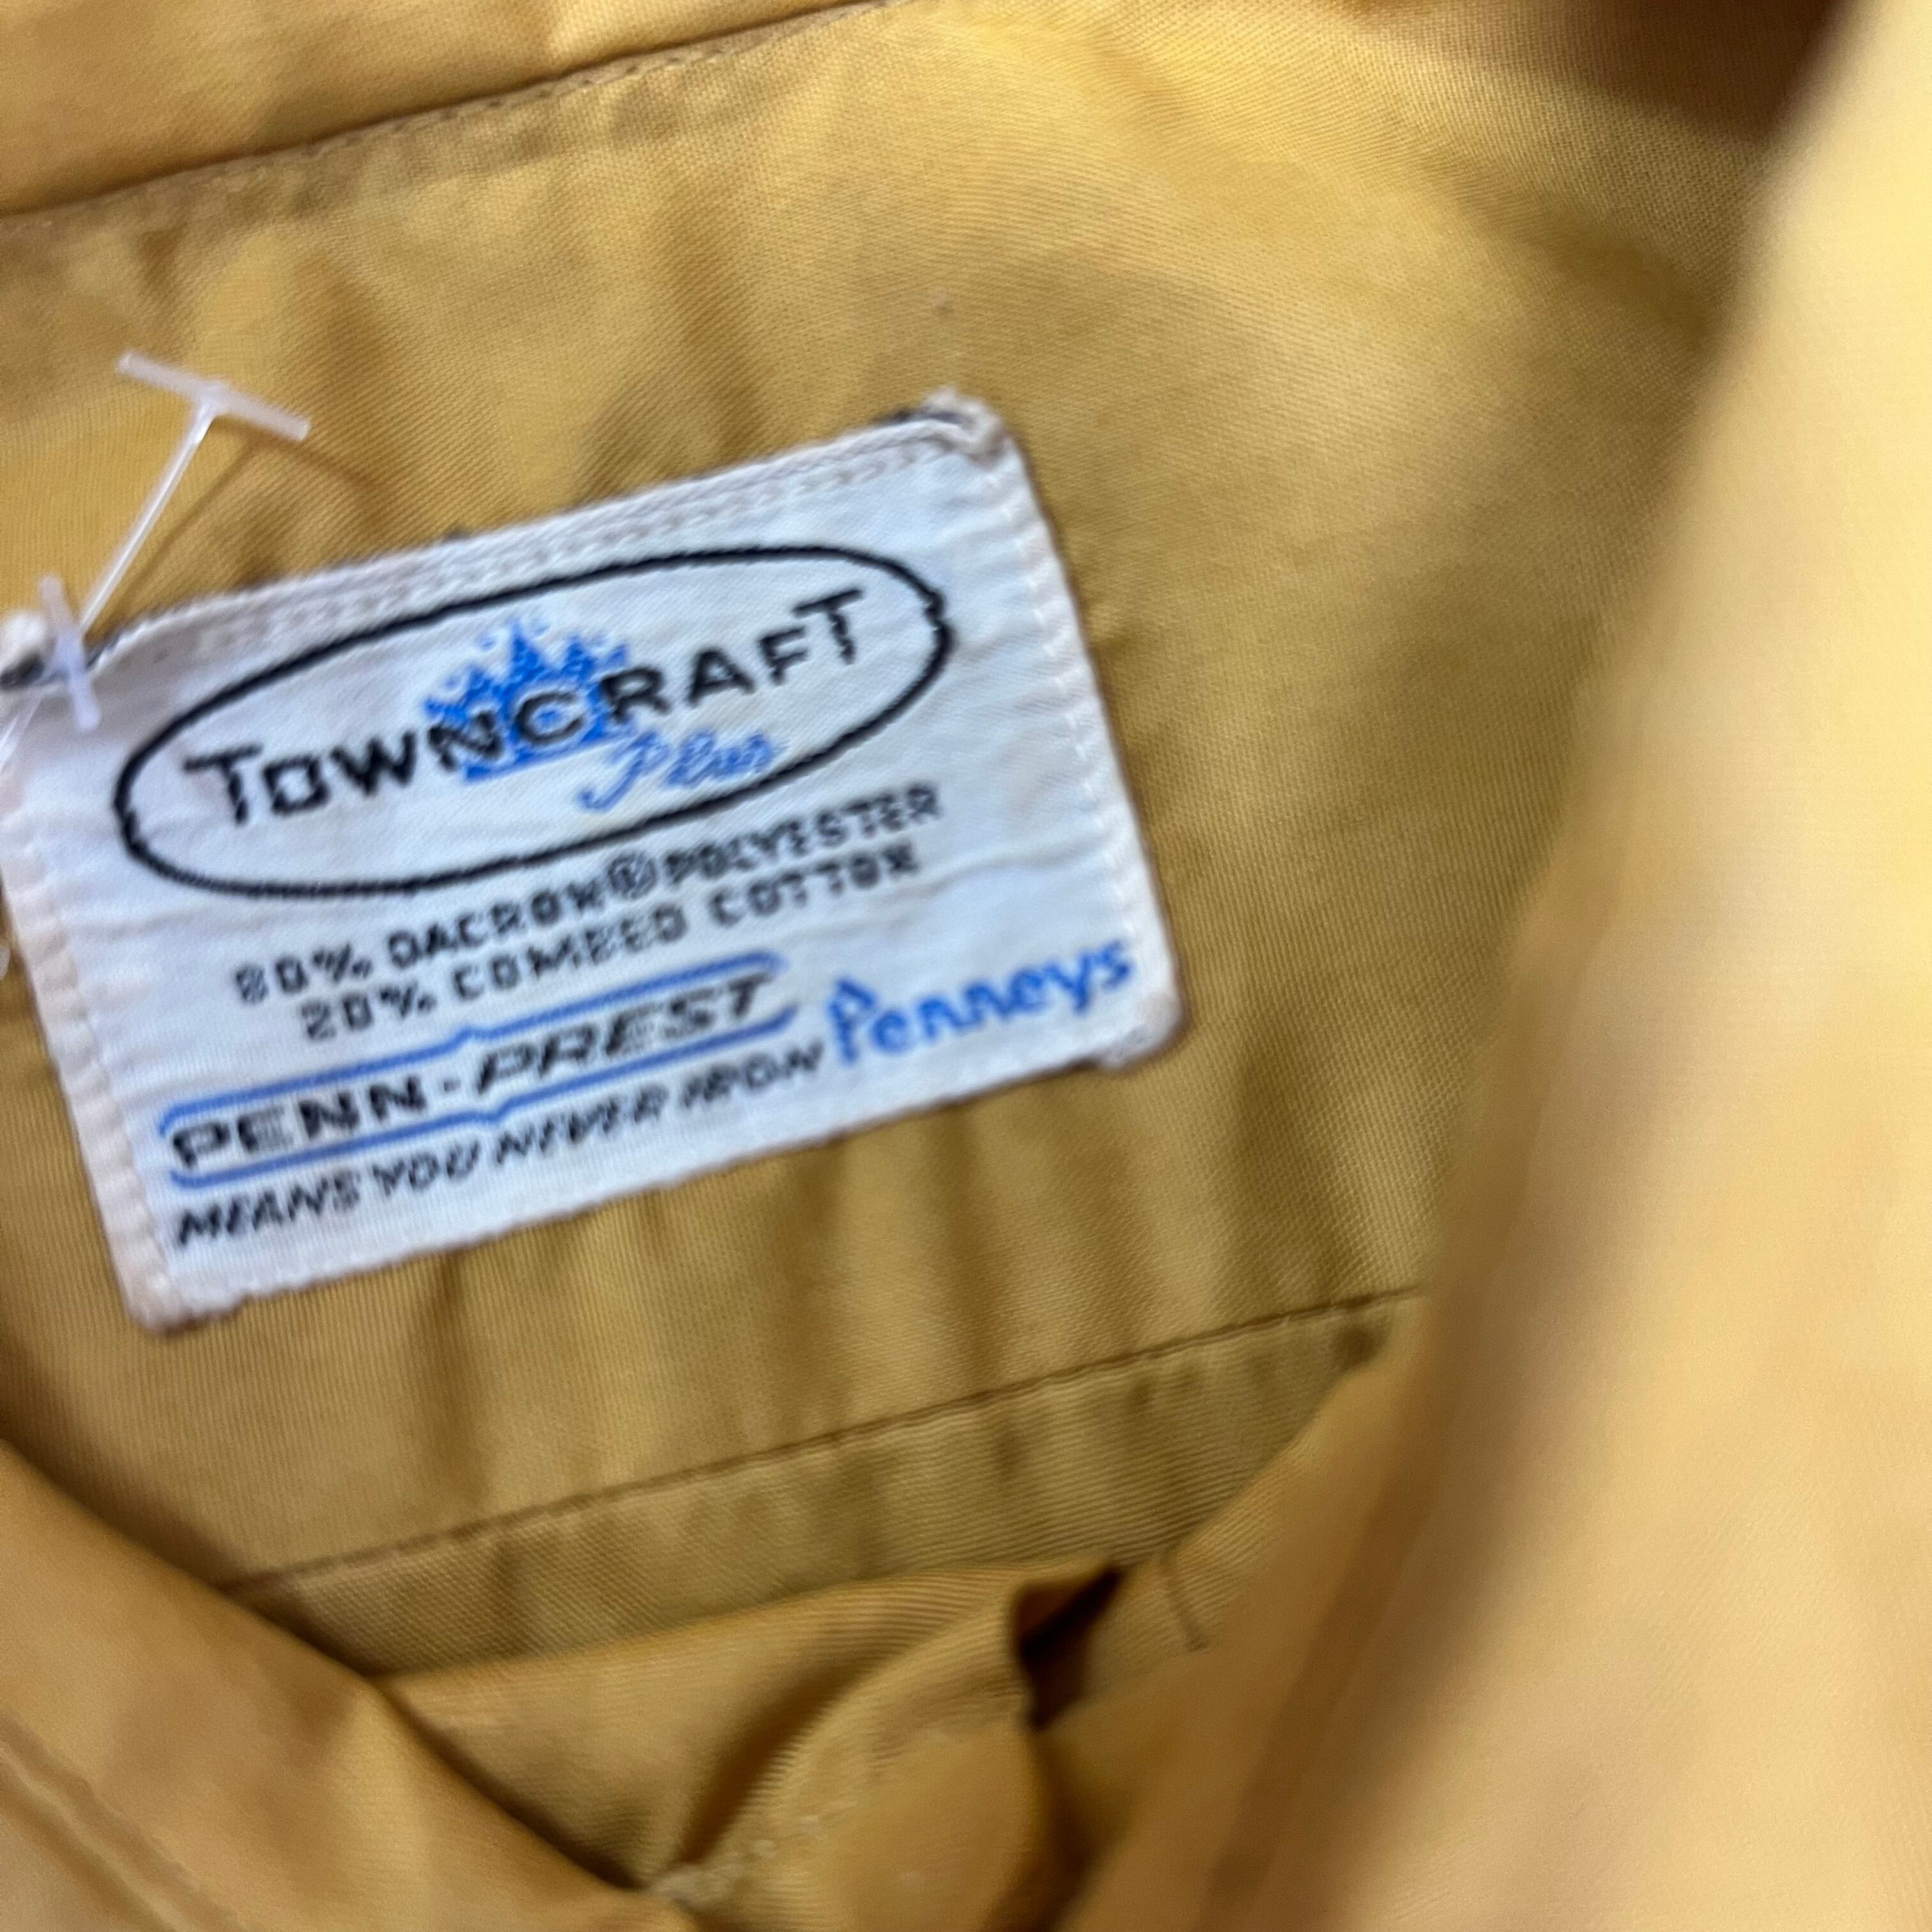 TOWNCRAFT
Plus
80% DACRON®POLYESTER
20% COMBED COTTON
PENN-PREST
MEANS YOU NEVER IRON
Penneys